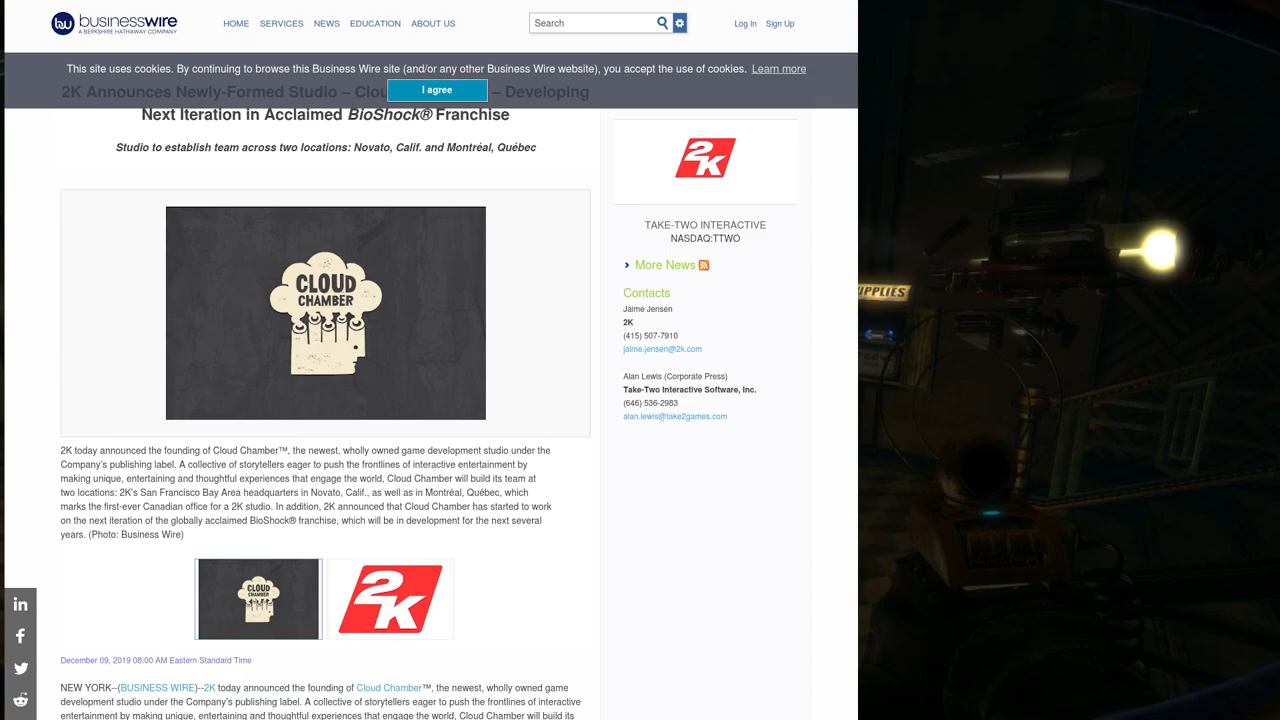 businesswire
A BERKSHIRE HATHAWAY COMPANY
HOME SERVICES NEWS EDUCATION ABOUT US
Search
Log In Sign Up
This site uses cookies. By continuing to browse this Business Wire site (and/or any other Business Wire website), you accept the use of cookies. Learn more
I agree
2K Announces Newly-Formed Studio – Clou – Developing
Next Iteration in Acclaimed BioShock® Franchise
Studio to establish team across two locations: Novato, Calif. and Montréal, Québec
CLOUD
CHAMBER
2K today announced the founding of Cloud Chamber™, the newest, wholly owned game development studio under the
Company's publishing label. A collective of storytellers eager to push the frontlines of interactive entertainment by
making unique, entertaining and thoughtful experiences that engage the world, Cloud Chamber will build its team at
two locations: 2K's San Francisco Bay Area headquarters in Novato, Calif., as well as in Montréal, Québec, which
marks the first-ever Canadian office for a 2K studio. In addition, 2K announced that Cloud Chamber has started to work
on the next iteration of the globally acclaimed BioShock® franchise, which will be in development for the next several
years. (Photo: Business Wire)
CLOUD
CHAMBER
2K
December 09, 2019 08:00 AM Eastern Standard Time
NEW YORK--(BUSINESS WIRE)--2K today announced the founding of Cloud Chamber™, the newest, wholly owned game
development studio under the Company's publishing label. A collective of storytellers eager to push the frontlines of interactive
entertainment by making unique, entertaining and thoughtful experiences that engage the world, Cloud Chamber will build its
2K
TAKE-TWO INTERACTIVE
NASDAQ:TTWO
More News
Contacts
Jaime Jensen
2K
(415) 507-7910
jaime.jensen@2k.com
Alan Lewis (Corporate Press)
Take-Two Interactive Software, Inc.
(646) 536-2983
alan.lewis@take2games.com
SUPPLIES